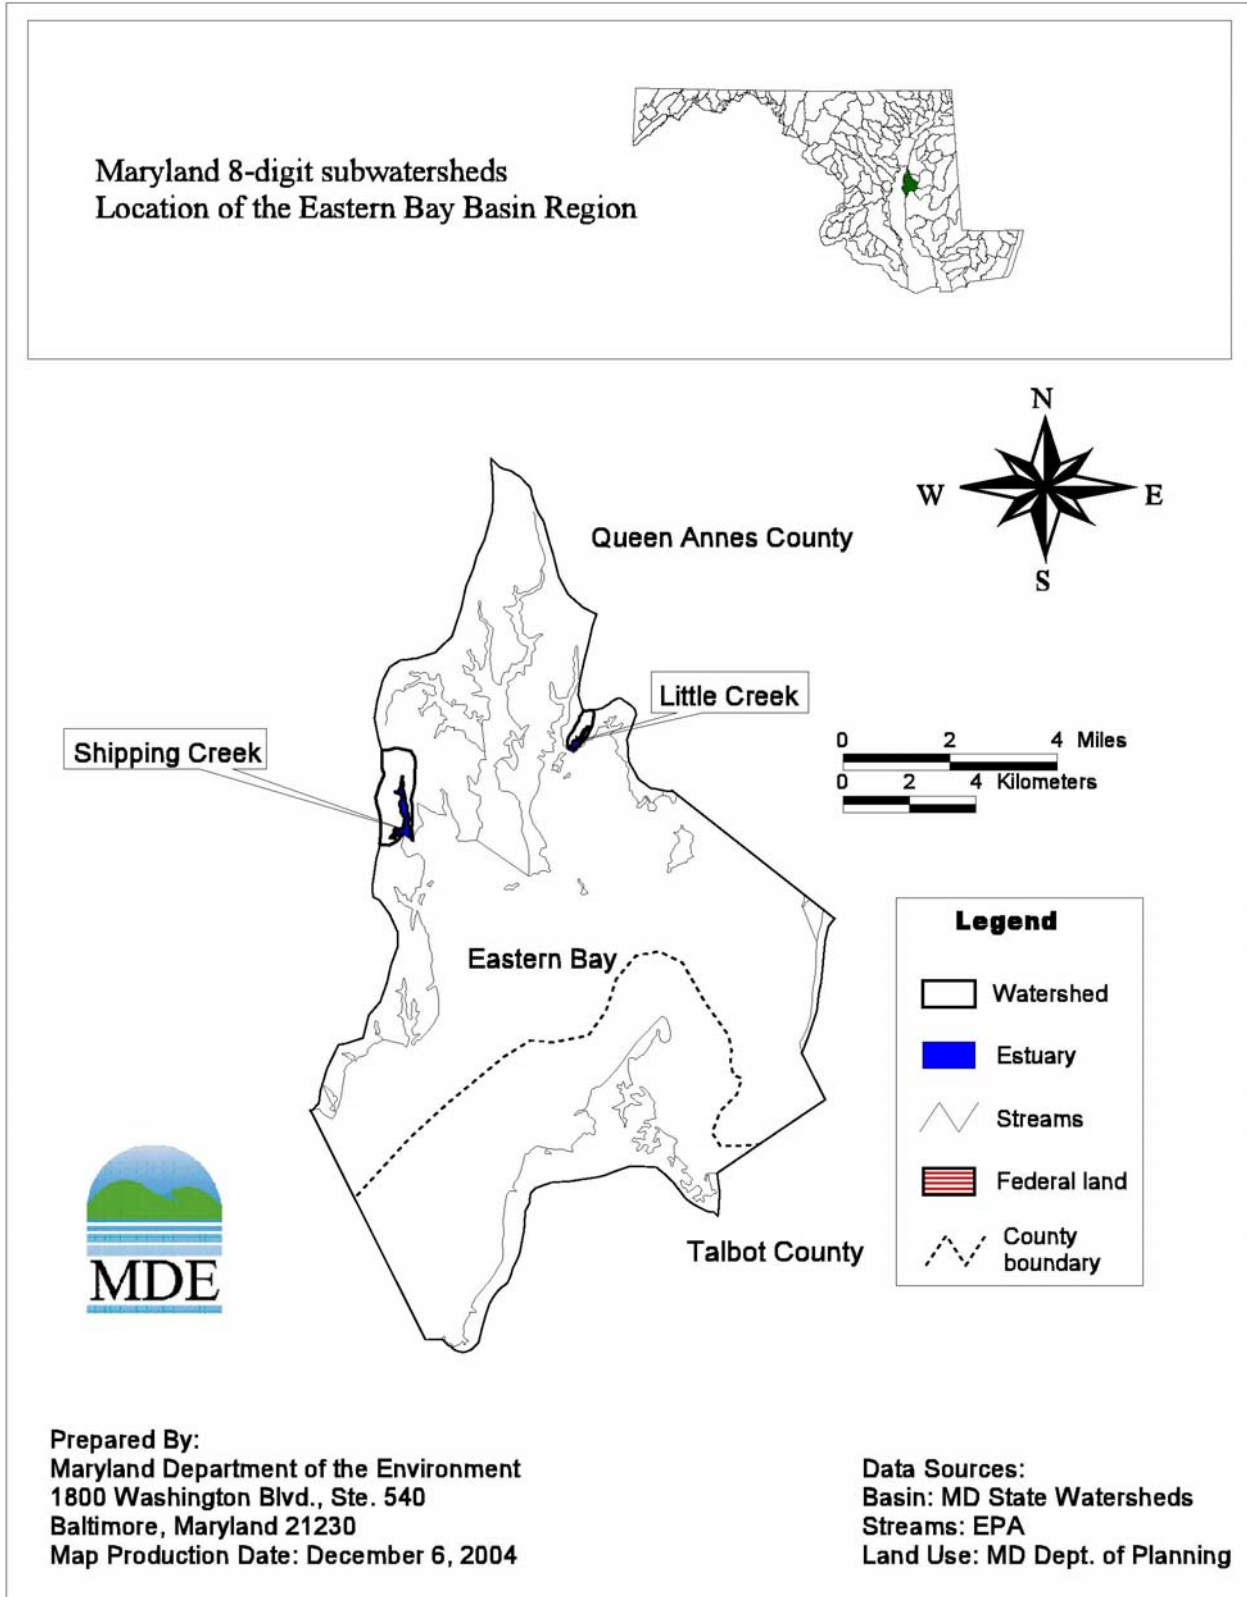 Maryland 8-digit subwatersheds
Location of the Eastern Bay Basin Region
N
W
E
S
Queen Annes County
Little Creek
Shipping Creek
0 2 4 Miles
0 2 4 Kilometers
Legend
Watershed
Estuary
Streams
Federal land
County
boundary
Eastern Bay
Talbot County
MDE
Prepared By:
Maryland Department of the Environment
1800 Washington Blvd., Ste. 540
Baltimore, Maryland 21230
Map Production Date: December 6, 2004
Data Sources:
Basin: MD State Watersheds
Streams: EPA
Land Use: MD Dept. of Planning